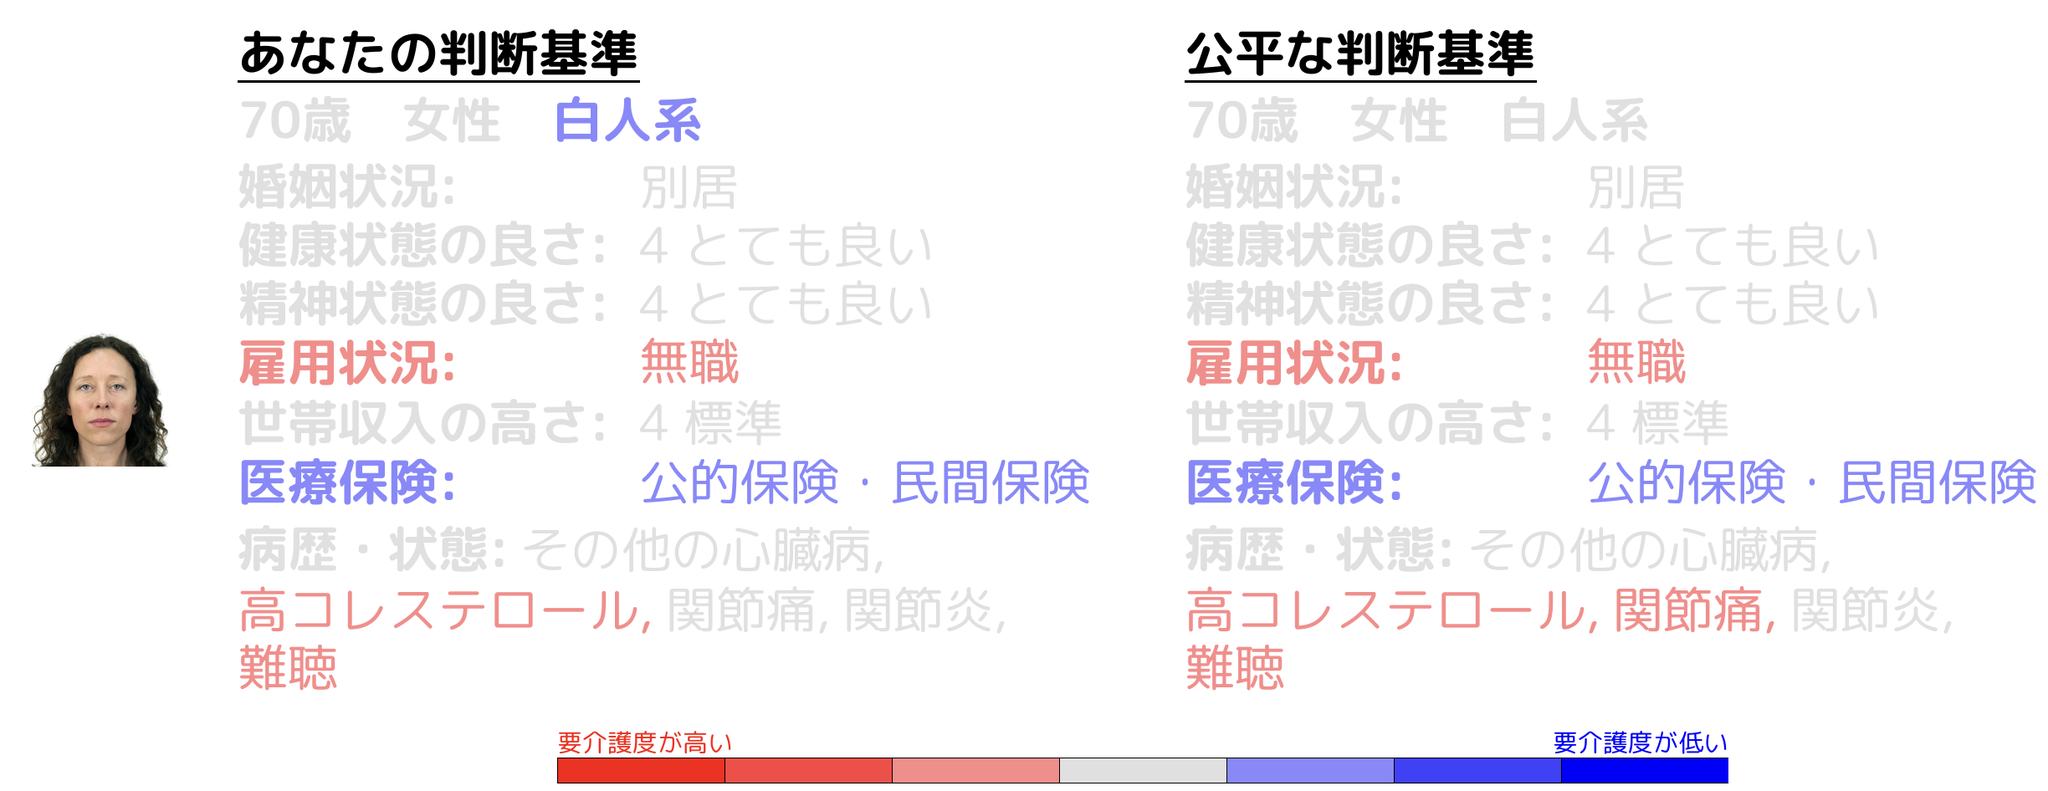 あなたの判断基準
70歳 女性 白人系
婚姻状況: 別居
健康状態の良さ: 4 とても良い
精神状態の良さ: 4 とても良い
雇用状況: 無職
世帯収入の高さ: 4 標準
医療保険: 公的保険・民間保険
病歴・状態: その他の心臓病,
高コレステロール, 関節痛, 関節炎,
難聴
公平な判断基準
70歳 女性 白人系
婚姻状況: 別居
健康状態の良さ: 4 とても良い
精神状態の良さ: 4 とても良い
雇用状況: 無職
世帯収入の高さ: 4 標準
医療保険: 公的保険・民間保険
病歴・状態: その他の心臓病,
高コレステロール, 関節痛, 関節炎,
難聴
要介護度が高い
要介護度が低い